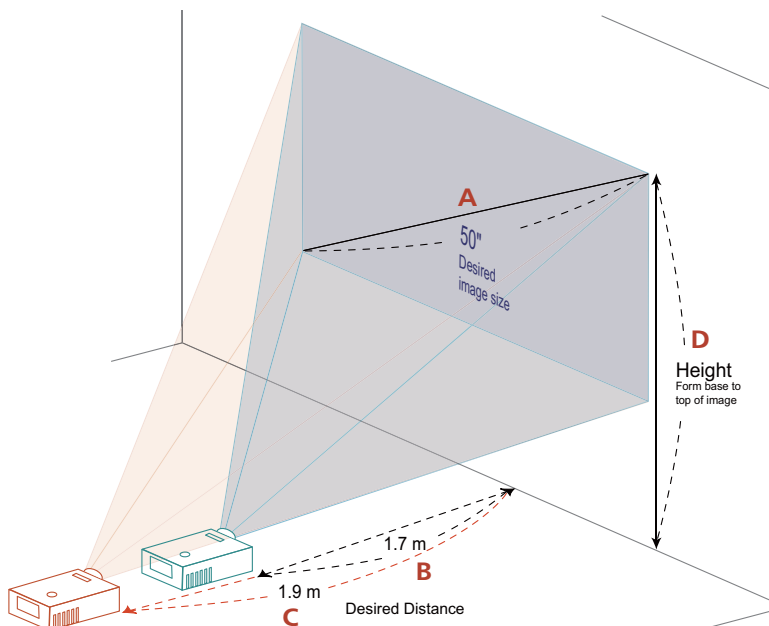 A
50"
Desired
image size
D
Height
Form base to
top of image
1.7 m
B
1.9 m
C
Desired Distance